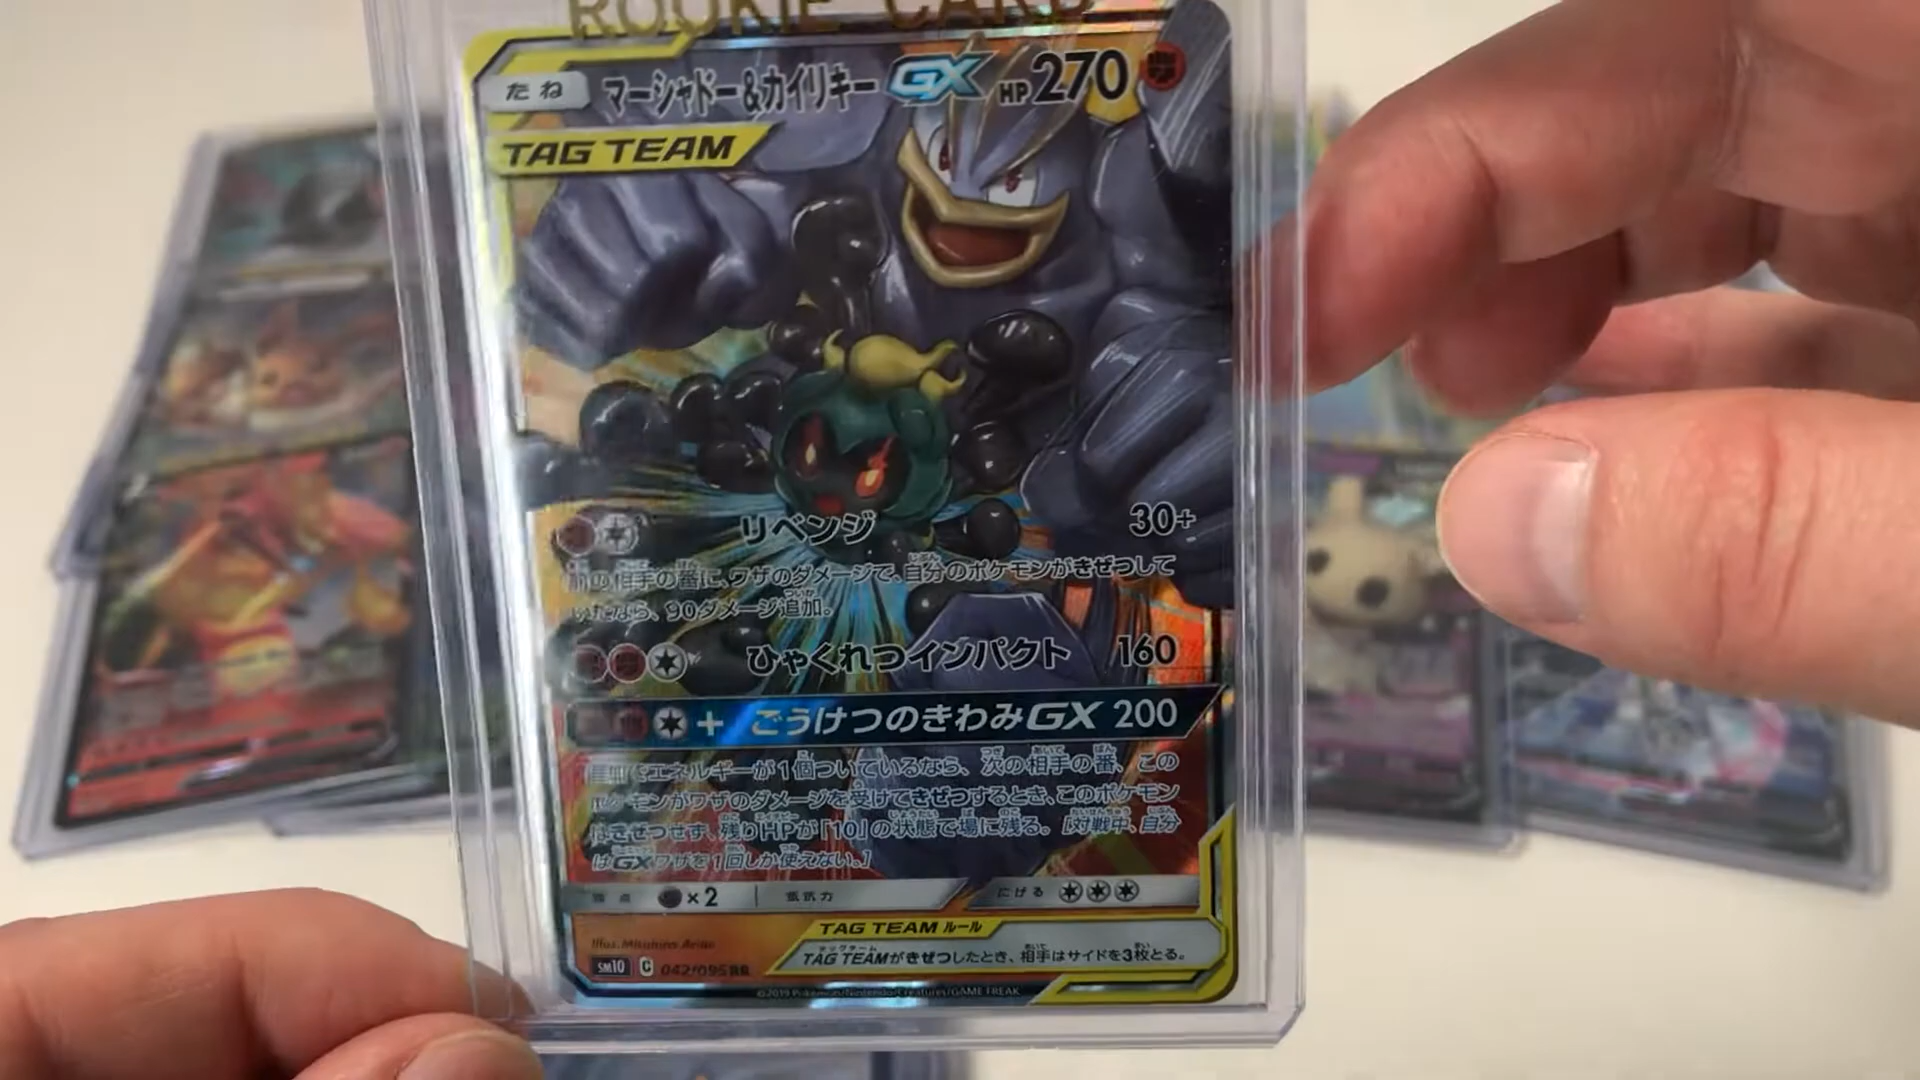 ROOKIE CARD
たね マーシャドー&カイリキーGX HP270
TAG TEAM
リベンジ 30+
前の相手の番に、ワザのダメージで、自分のポケモンがきぜつして
いたなら、90ダメージ追加。
ひゃくれつインパクト 160
+ ごうけつのきわみGX 200
エネルギーが1個ついているなら、次の相手の番、この
ポケモンがワザのダメージを受けてきぜつするとき、このポケモン
はきぜつせず、残りHPが「10」の状態で場に残る。[対戦中、自分
はGXワザを1回しか使えない。]
弱点 ×2 抵抗力 にげる
TAG TEAM ルール
TAG TEAMがきぜつしたとき、相手はサイドを3枚とる。
Illus. Mitsuhiro Arita
SM10 C 042/095 RR
©2019 Pokémon/Nintendo/Creatures/GAME FREAK